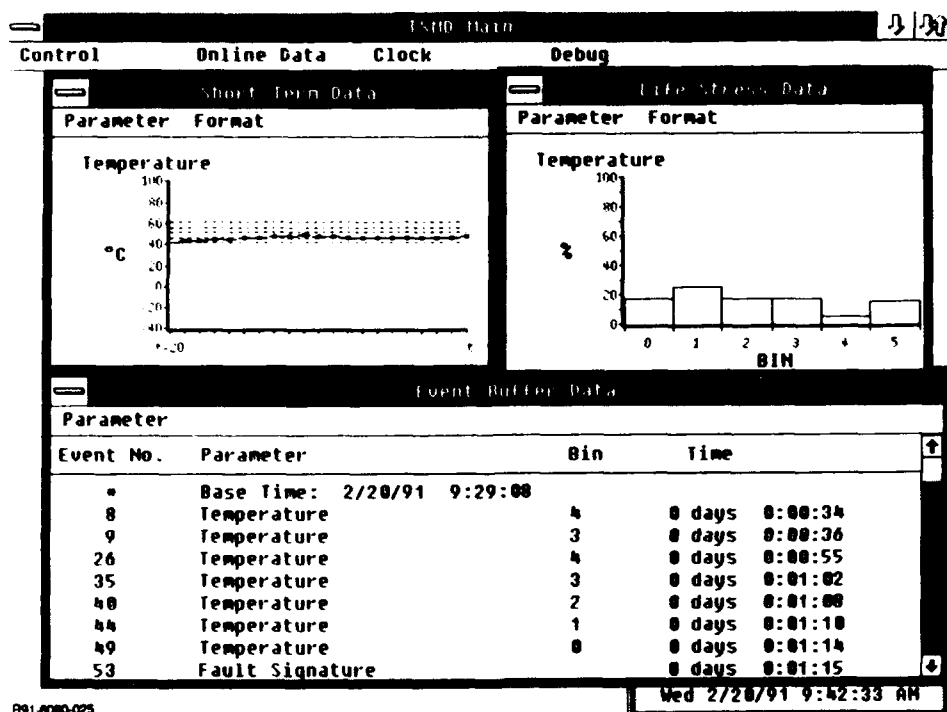 TSMD Main
Control Online Data Clock Debug
Short Term Data
Parameter Format
Temperature
100
80
60
40
20
0
-20
-40
°C
t-20 t
Life Stress Data
Parameter Format
Temperature
100
80
60
40
20
0
%
0 1 2 3 4 5
BIN
Event Buffer Data
Parameter
Event No. Parameter Bin Time
* Base Time: 2/20/91 9:29:08
8 Temperature 4 0 days 0:00:34
9 Temperature 3 0 days 0:00:36
26 Temperature 4 0 days 0:00:55
35 Temperature 3 0 days 0:01:02
40 Temperature 2 0 days 0:01:08
44 Temperature 1 0 days 0:01:10
49 Temperature 0 0 days 0:01:14
53 Fault Signature 0 days 0:01:15
Wed 2/20/91 9:42:33 AM
R91-8080-025